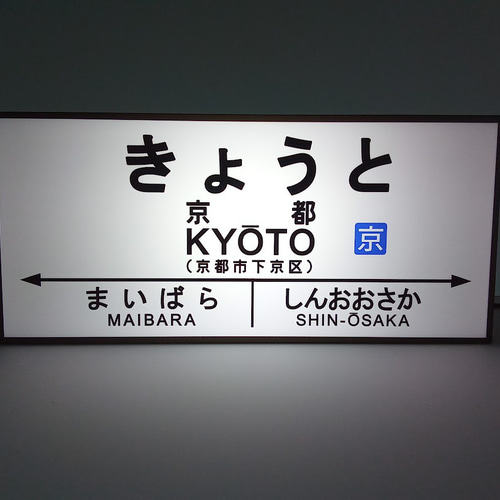 きょうと
京都
京
KYŌTO
(京都市下京区)
まいばら しんおおさか
MAIBARA SHIN-ŌSAKA